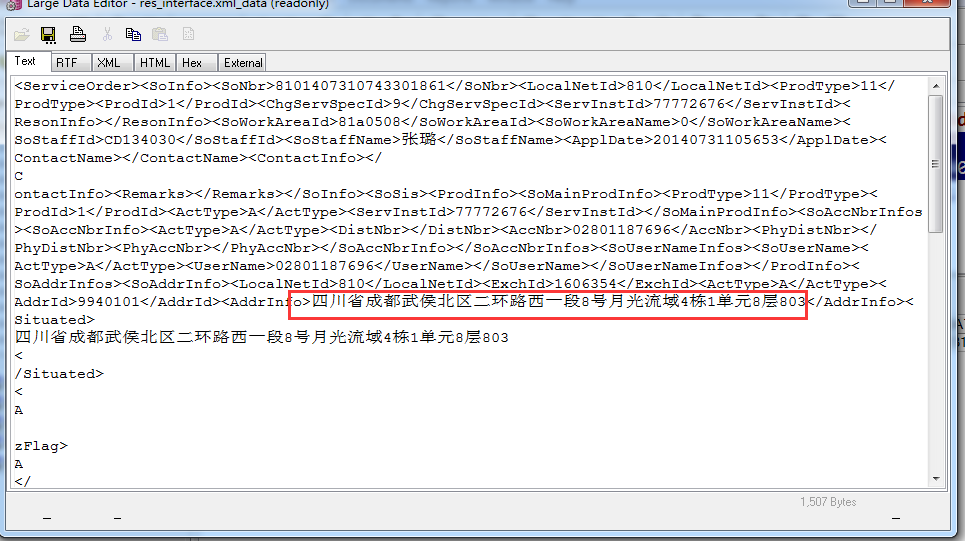 Large Data Editor - res_interface.xml_data (readonly)
Text RTF XML HTML Hex External
<ServiceOrder><SoInfo><SoNbr>81014073107433​01861</SoNbr><LocalNetId>810</LocalNetId><ProdType>11</
ProdType><ProdId>1</ProdId><ChgServSpecId>9</ChgServSpecId><ServInstId>77772676</ServInstId><
ResonInfo></ResonInfo><SoWorkAreaId>81a0508</SoWorkAreaId><SoWorkAreaName>0</SoWorkAreaName><
SoStaffId>CD134030</SoStaffId><SoStaffName>张璐</SoStaffName><ApplDate>20140731105653</ApplDate><
ContactName></ContactName><ContactInfo></
C
ontactInfo><Remarks></Remarks></SoInfo><SoSis><ProdInfo><SoMainProdInfo><ProdType>11</ProdType><
ProdId>1</ProdId><ActType>A</ActType><ServInstId>77772676</ServInstId></SoMainProdInfo><SoAccNbrInfos
><SoAccNbrInfo><ActType>A</ActType><DistNbr></DistNbr><AccNbr>02801187696</AccNbr><PhyDistNbr></
PhyDistNbr><PhyAccNbr></PhyAccNbr></SoAccNbrInfo></SoAccNbrInfos><SoUserNameInfos><SoUserName><
ActType>A</ActType><UserName>02801187696</UserName></SoUserName></SoUserNameInfos></ProdInfo><
SoAddrInfos><SoAddrInfo><LocalNetId>810</LocalNetId><ExchId>1606354</ExchId><ActType>A</ActType><
AddrId>9940101</AddrId><AddrInfo>四川省成都武侯北区二环路西一段8号月光流域4栋1单元8层803</AddrInfo><
Situated>
四川省成都武侯北区二环路西一段8号月光流域4栋1单元8层803
<
/Situated>
<
A
zFlag>
A
</
1,507 Bytes